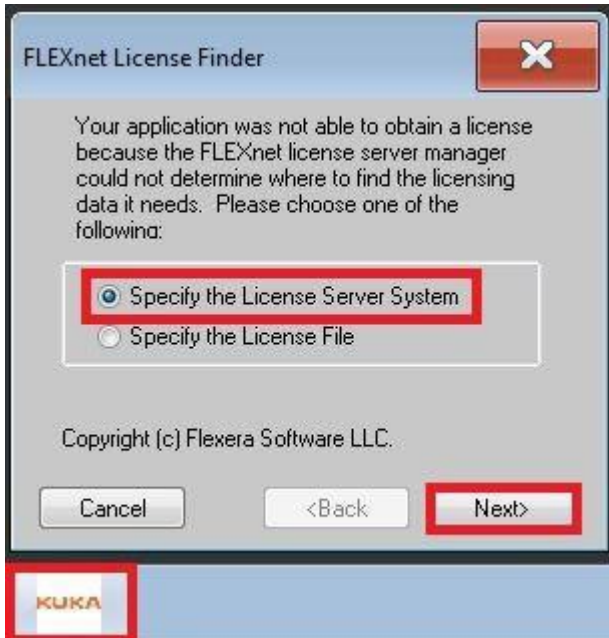 FLEXnet License Finder
Your application was not able to obtain a license
because the FLEXnet license server manager
could not determine where to find the licensing
data it needs.  Please choose one of the
following:
Specify the License Server System
Specify the License File
Copyright (c) Flexera Software LLC.
Cancel
<Back
Next>
KUKA